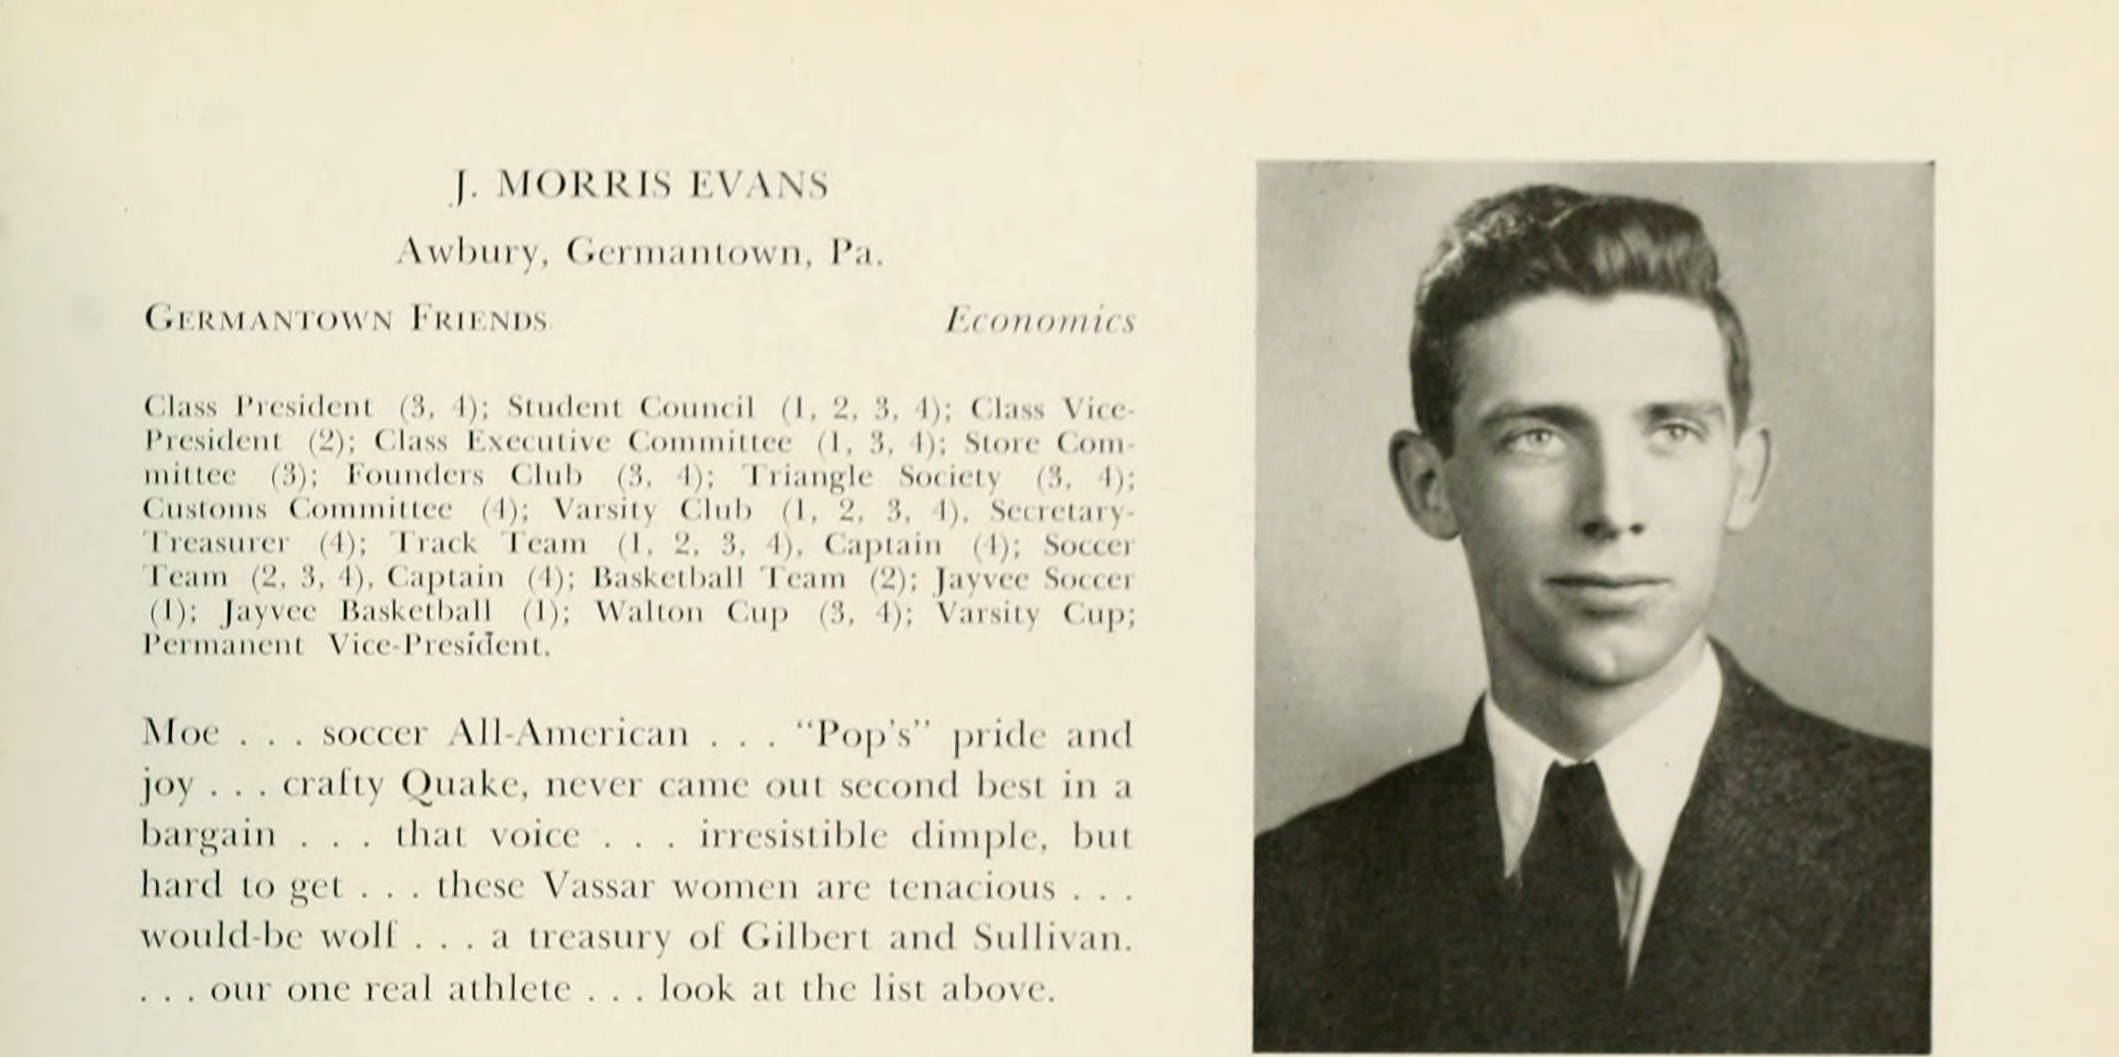 J. MORRIS EVANS
Awbury, Germantown, Pa.
GERMANTOWN FRIENDS Economics
Class President (3, 4); Student Council (1, 2, 3, 4); Class Vice-
President (2); Class Executive Committee (1, 3, 4); Store Com-
mittee (3); Founders Club (3, 4); Triangle Society (3, 4);
Customs Committee (4); Varsity Club (1, 2, 3, 4), Secretary-
Treasurer (4); Track Team (1, 2, 3, 4), Captain (4); Soccer
Team (2, 3, 4), Captain (4); Basketball Team (2); Jayvee Soccer
(1); Jayvee Basketball (1); Walton Cup (3, 4); Varsity Cup;
Permanent Vice-President.
Moe . . . soccer All-American . . . “Pop's” pride and
joy . . . crafty Quake, never came out second best in a
bargain . . . that voice . . . irresistible dimple, but
hard to get . . . these Vassar women are tenacious . . .
would-be wolf . . . a treasury of Gilbert and Sullivan.
. . . our one real athlete . . . look at the list above.